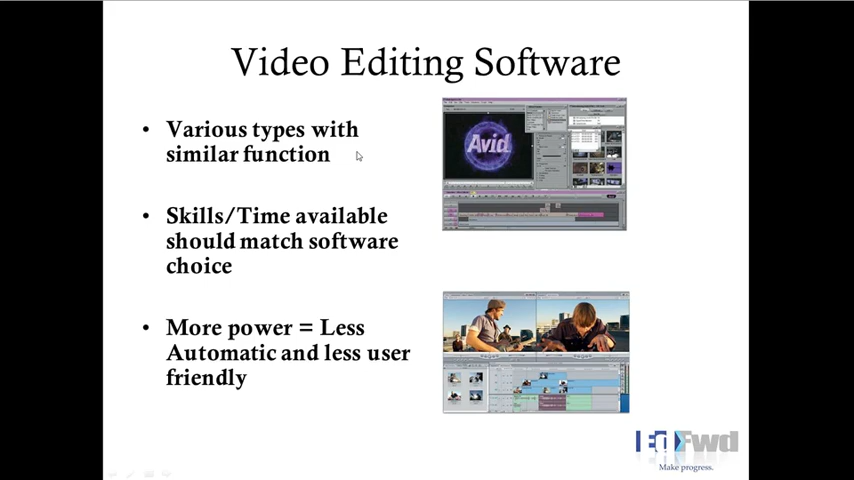 Video Editing Software
• Various types with
similar function
• Skills/Time available
should match software
choice
• More power = Less
Automatic and less user
friendly
Avid
EdFwd
Make progress.